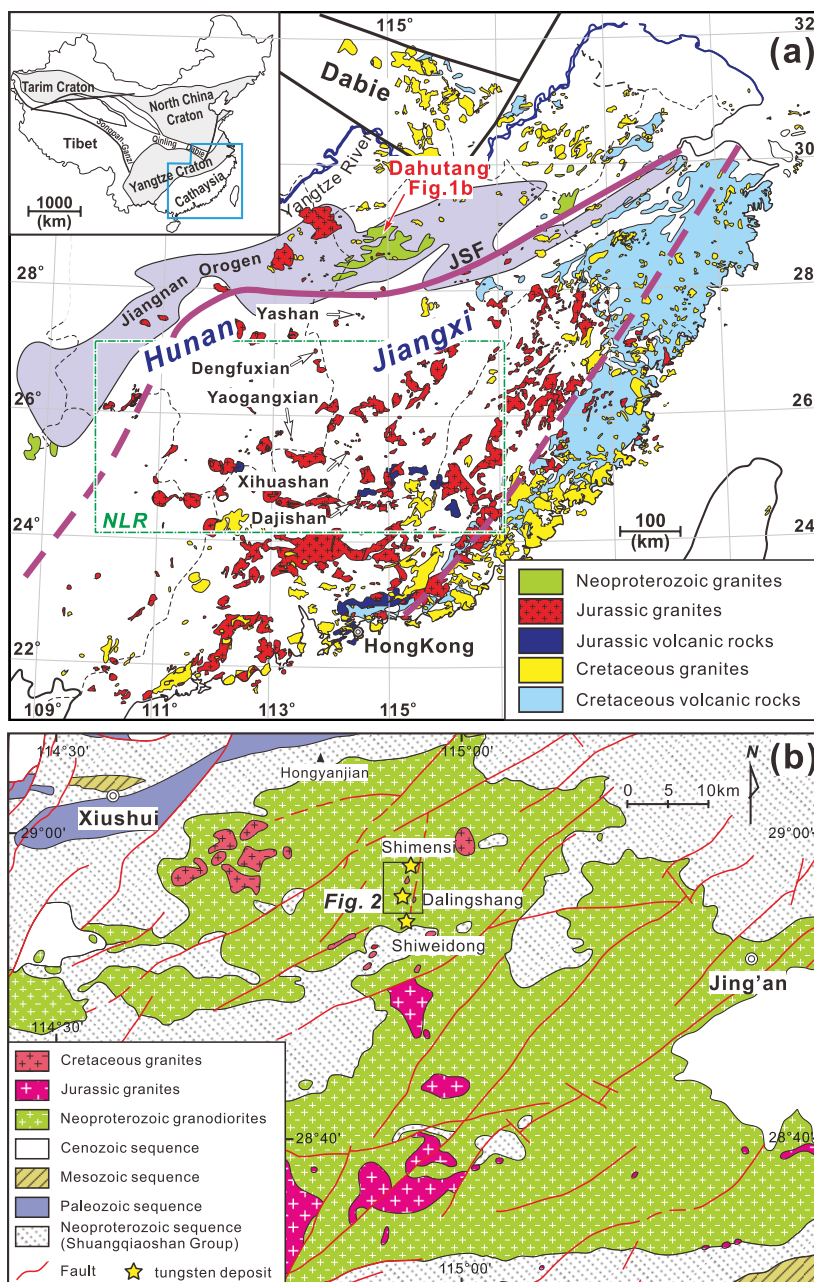 115°
32
(a)
Tarim Craton
North China
Craton
Tibet
Songpan-Ganzi
Qinling
Dabie
Yangtze Craton
Cathaysia
1000
(km)
Dabie
30
Yangtze River
Dahutang
Fig.1b
28°
Jiangnan Orogen
JSF
28
Yashan
Hunan
Jiangxi
Dengfuxian
26°
26
Yaogangxian
Xihuashan
NLR
Dajishan
24°
100
(km)
24
22°
HongKong
109
111
113
115°
Neoproterozoic granites
Jurassic granites
Jurassic volcanic rocks
Cretaceous granites
Cretaceous volcanic rocks
114°30'
115°00'
N
(b)
Hongyanjian
Xiushui
0 5 10km
29°00'
29°00'
Shimensi
Fig. 2
Dalingshang
Shiweidong
Jing'an
114°30'
28°40'
28°40'
115°00'
Cretaceous granites
Jurassic granites
Neoproterozoic granodiorites
Cenozoic sequence
Mesozoic sequence
Paleozoic sequence
Neoproterozoic sequence
(Shuangqiaoshan Group)
Fault
tungsten deposit